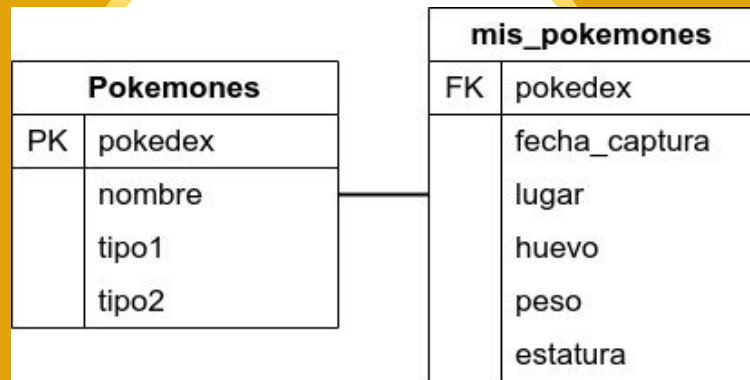 Pokemones
PK pokedex
nombre
tipo1
tipo2
mis_pokemones
FK pokedex
fecha_captura
lugar
huevo
peso
estatura